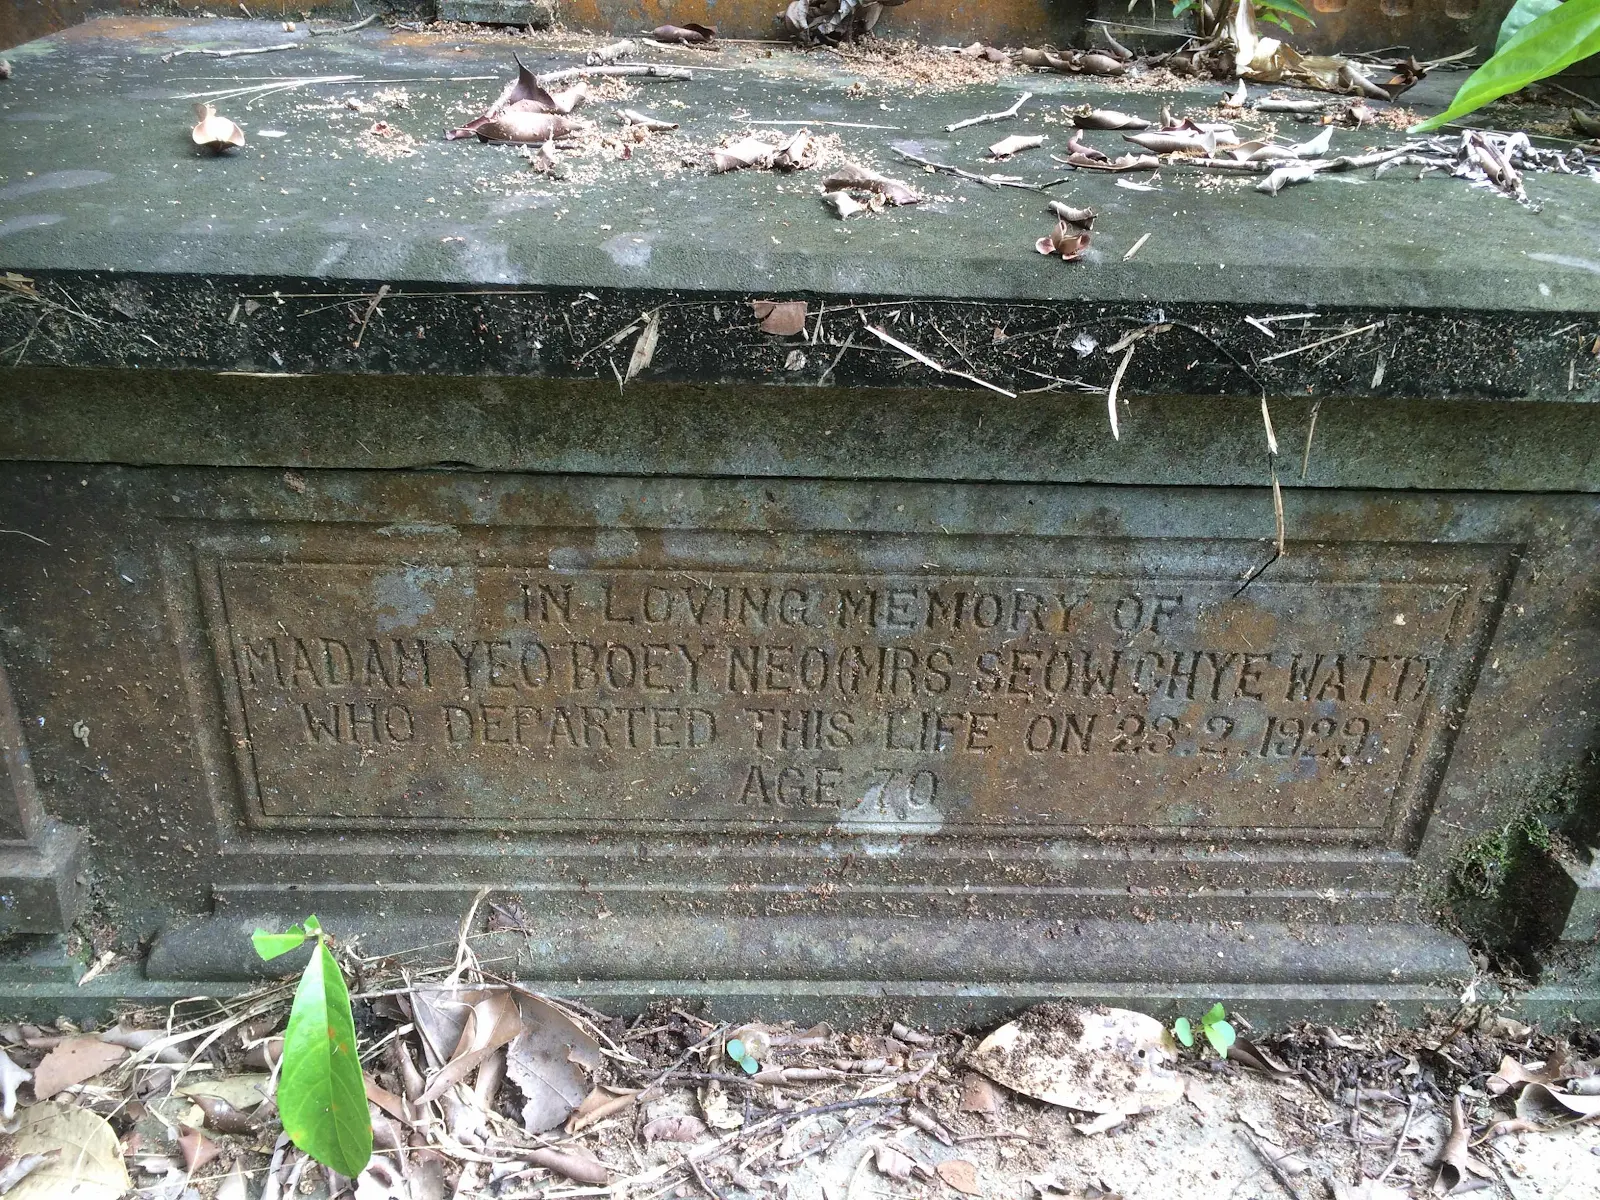 IN LOVING MEMORY OF
MADAM YEO BOEY NEO (MRS SEOW CHYE WATT)
WHO DEPARTED THIS LIFE ON 23.2.1929
AGE 70